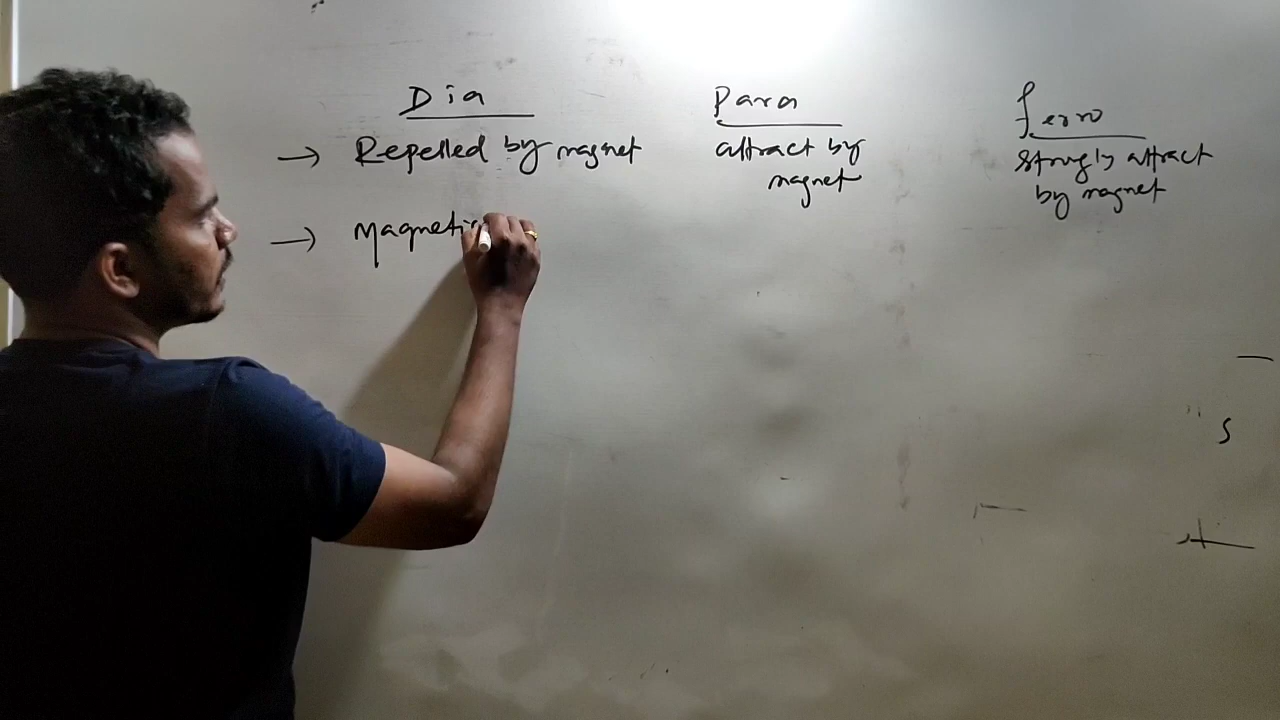 Dia
Para
ferro
→ Repelled by magnet
attract by
magnet
strongly attract
by magnet
→ Magneti
S